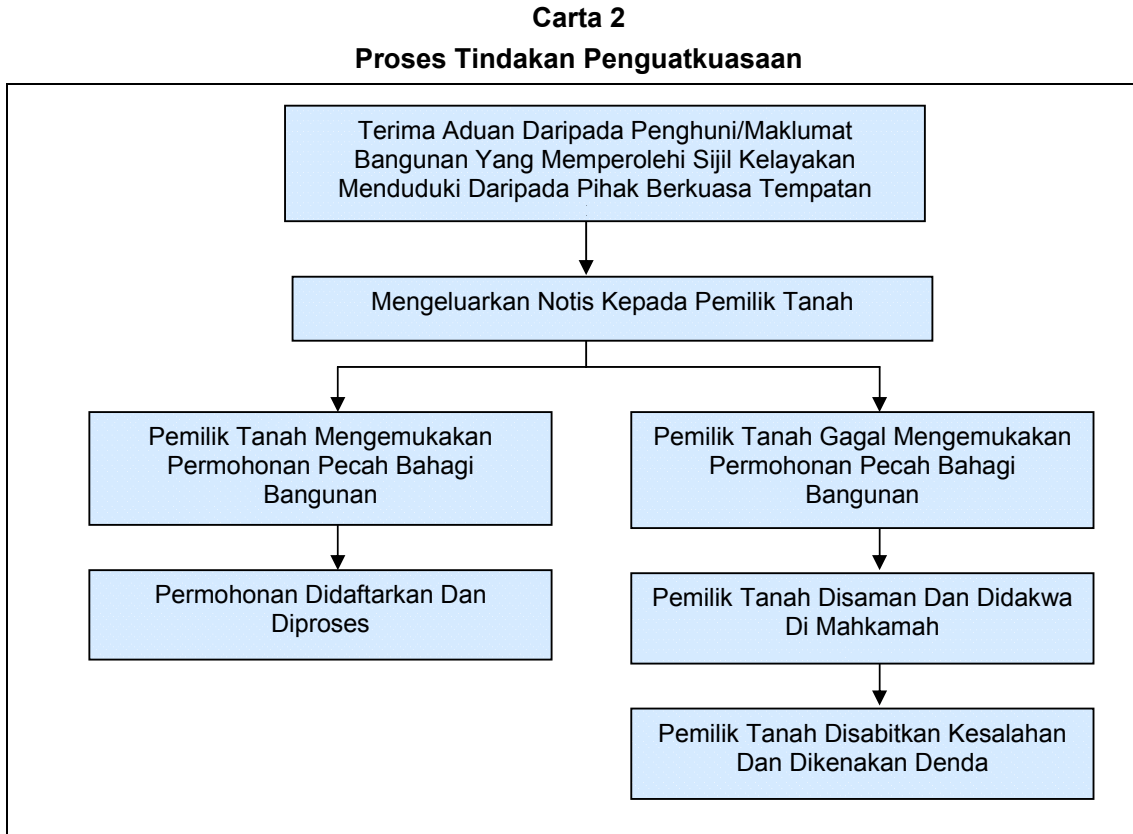 Carta 2
Proses Tindakan Penguatkuasaan
Terima Aduan Daripada Penghuni/Maklumat
Bangunan Yang Memperolehi Sijil Kelayakan
Menduduki Daripada Pihak Berkuasa Tempatan
Mengeluarkan Notis Kepada Pemilik Tanah
Pemilik Tanah Mengemukakan
Permohonan Pecah Bahagi
Bangunan
Permohonan Didaftarkan Dan
Diproses
Pemilik Tanah Gagal Mengemukakan
Permohonan Pecah Bahagi
Bangunan
Pemilik Tanah Disaman Dan Didakwa
Di Mahkamah
Pemilik Tanah Disabitkan Kesalahan
Dan Dikenakan Denda